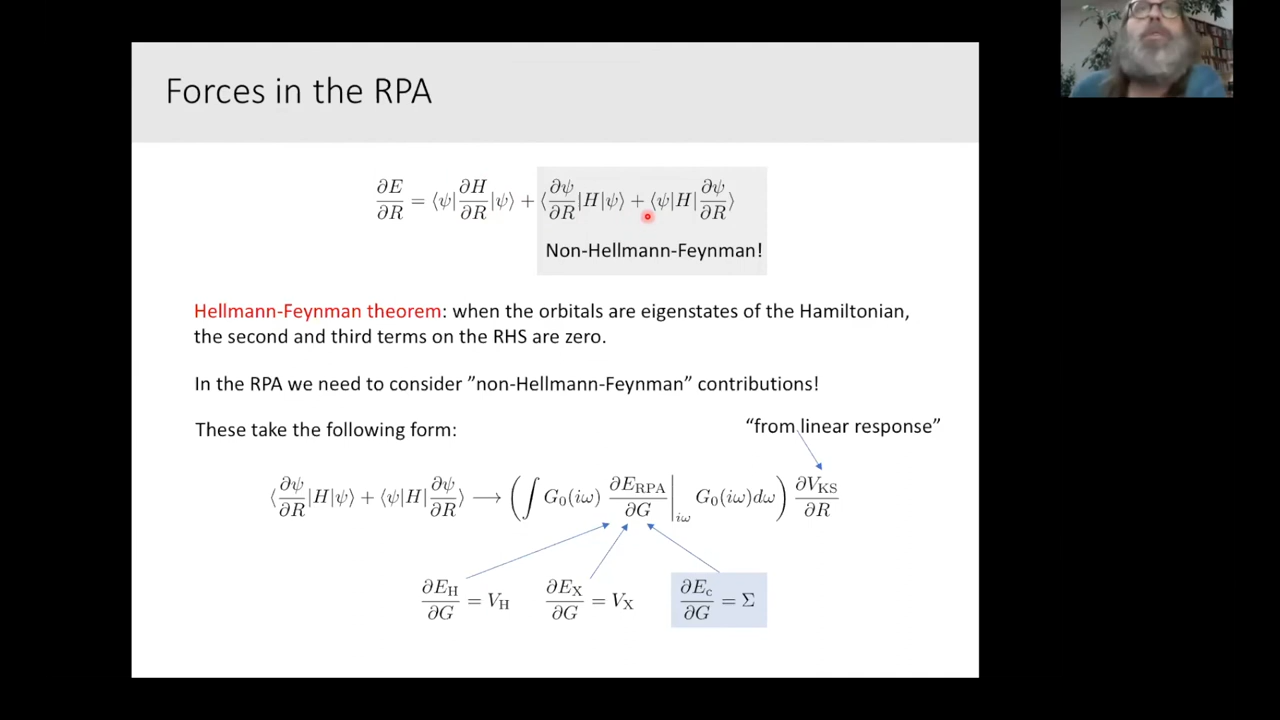 Forces in the RPA
∂E/∂R = ⟨ψ|∂H/∂R|ψ⟩ + ⟨∂ψ/∂R|H|ψ⟩ + ⟨ψ|H|∂ψ/∂R⟩
Non-Hellmann-Feynman!
Hellmann-Feynman theorem: when the orbitals are eigenstates of the Hamiltonian,
the second and third terms on the RHS are zero.
In the RPA we need to consider ”non-Hellmann-Feynman” contributions!
These take the following form:
“from linear response”
⟨∂ψ/∂R|H|ψ⟩ + ⟨ψ|H|∂ψ/∂R⟩ ⟶ (∫ G₀(iω) ∂E_RPA/∂G|_iω G₀(iω)dω) ∂V_KS/∂R
∂E_H/∂G = V_H   ∂E_X/∂G = V_X   ∂E_c/∂G = Σ